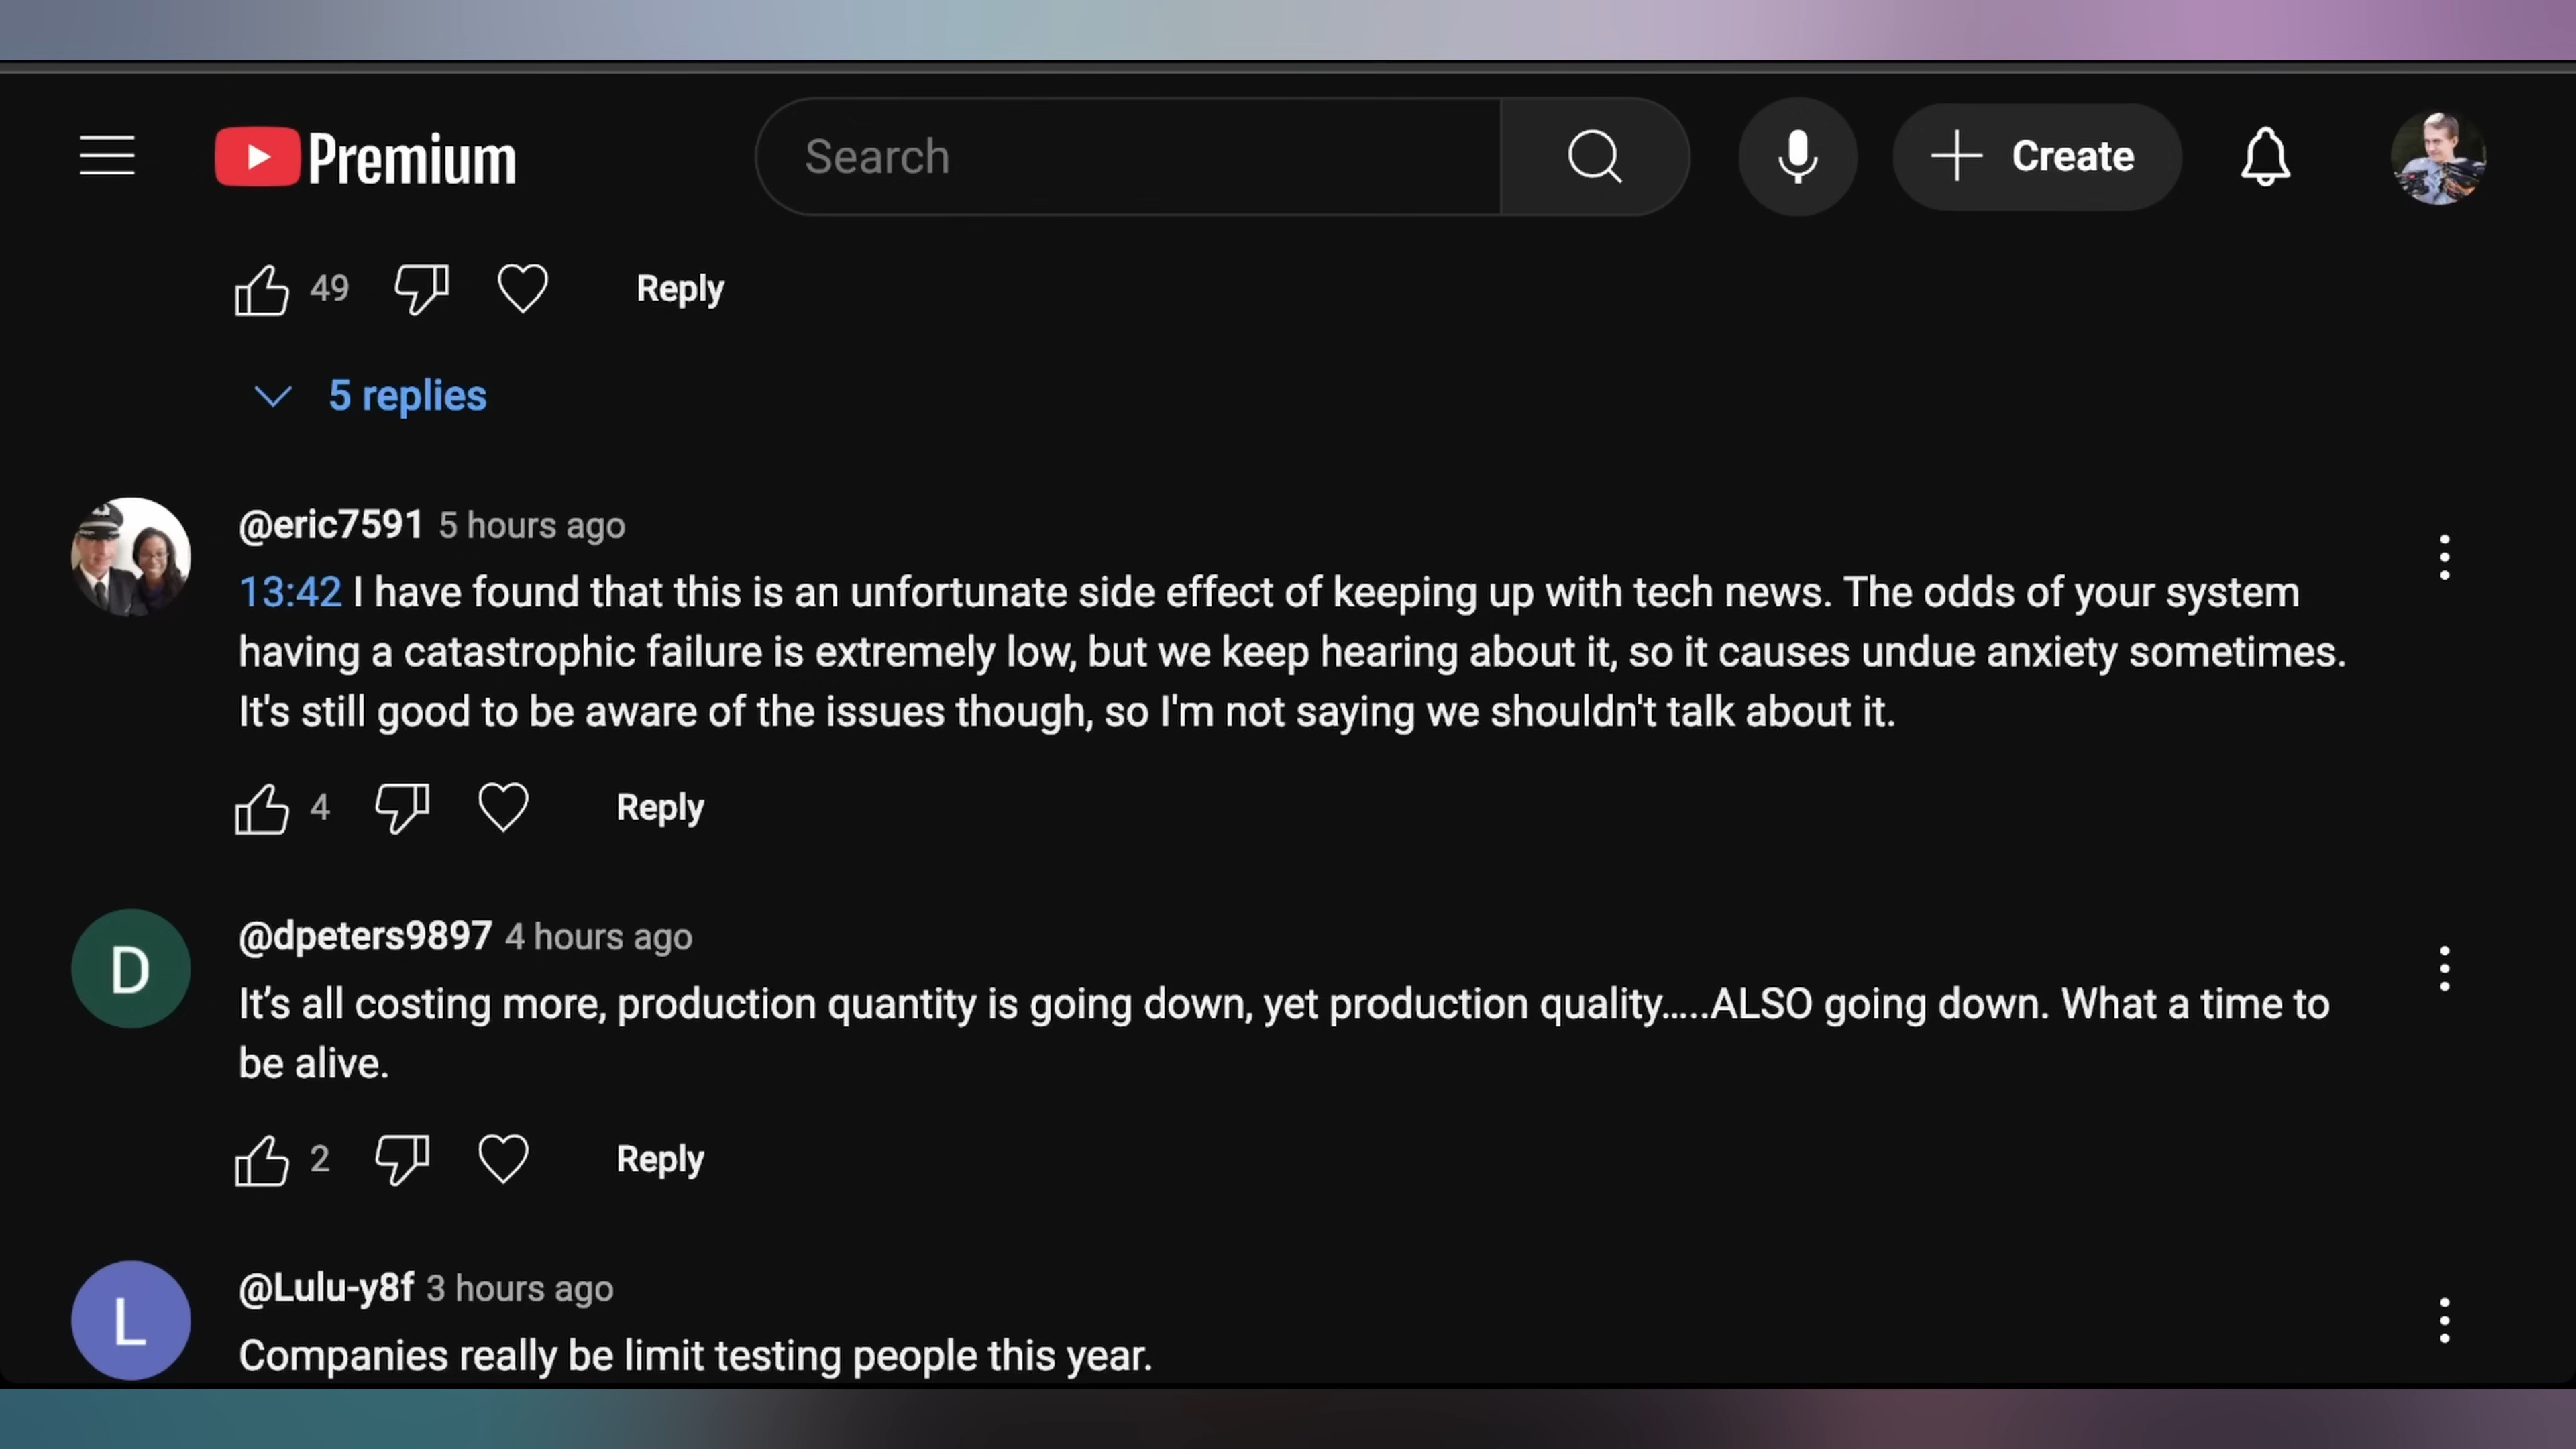 Premium
Search
Create
49
Reply
5 replies
@eric7591 5 hours ago
13:42 I have found that this is an unfortunate side effect of keeping up with tech news. The odds of your system
having a catastrophic failure is extremely low, but we keep hearing about it, so it causes undue anxiety sometimes.
It's still good to be aware of the issues though, so I'm not saying we shouldn't talk about it.
4
Reply
D
@dpeters9897 4 hours ago
It’s all costing more, production quantity is going down, yet production quality…..ALSO going down. What a time to
be alive.
2
Reply
L
@Lulu-y8f 3 hours ago
Companies really be limit testing people this year.